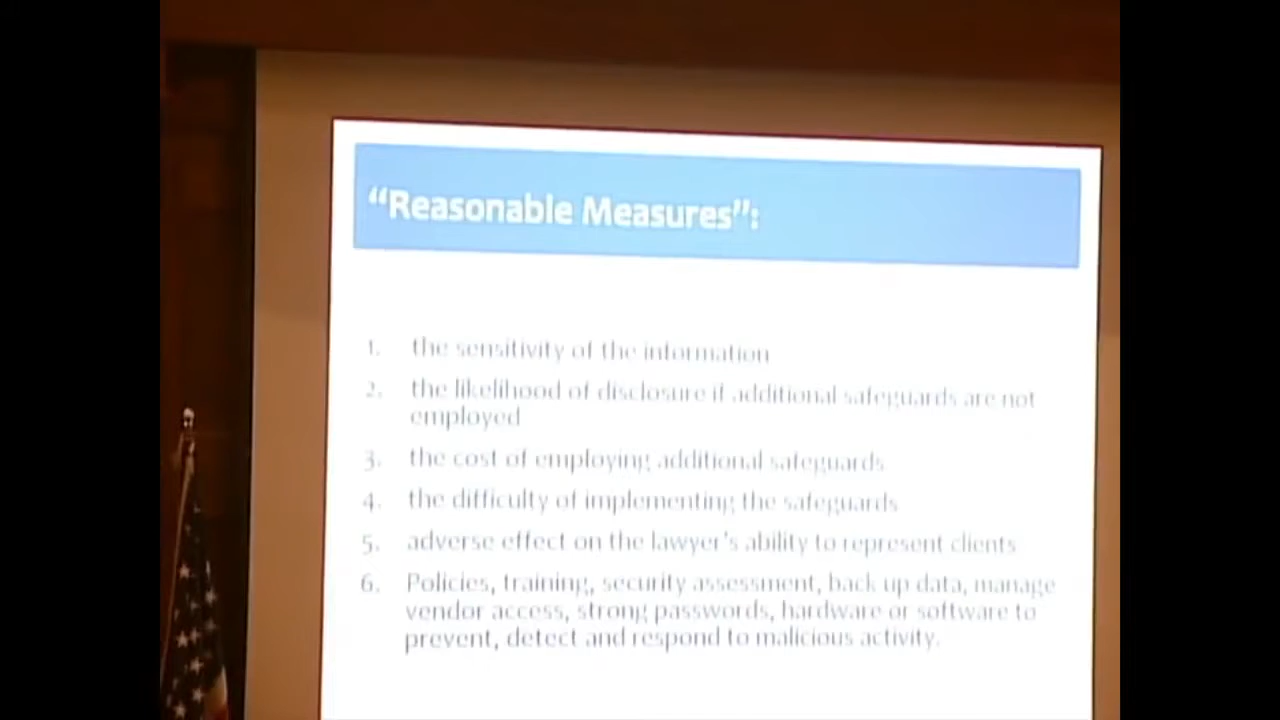 “Reasonable Measures”:
1. the sensitivity of the information
2. the likelihood of disclosure if additional safeguards are not
employed
3. the cost of employing additional safeguards
4. the difficulty of implementing the safeguards
5. adverse effect on the lawyer's ability to represent clients
6. Policies, training, security assessment, back up data, manage
vendor access, strong passwords, hardware or software to
prevent, detect and respond to malicious activity.